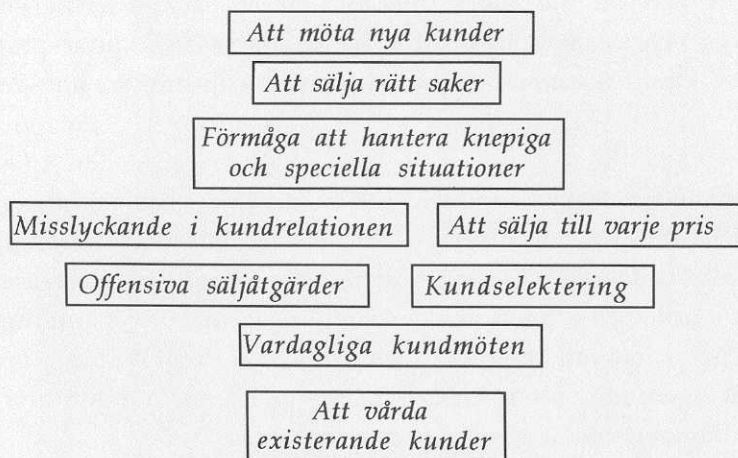 Att möta nya kunder
Att sälja rätt saker
Förmåga att hantera knepiga
och speciella situationer
Misslyckande i kundrelationen
Att sälja till varje pris
Offensiva säljåtgärder
Kundselektering
Vardagliga kundmöten
Att vårda
existerande kunder